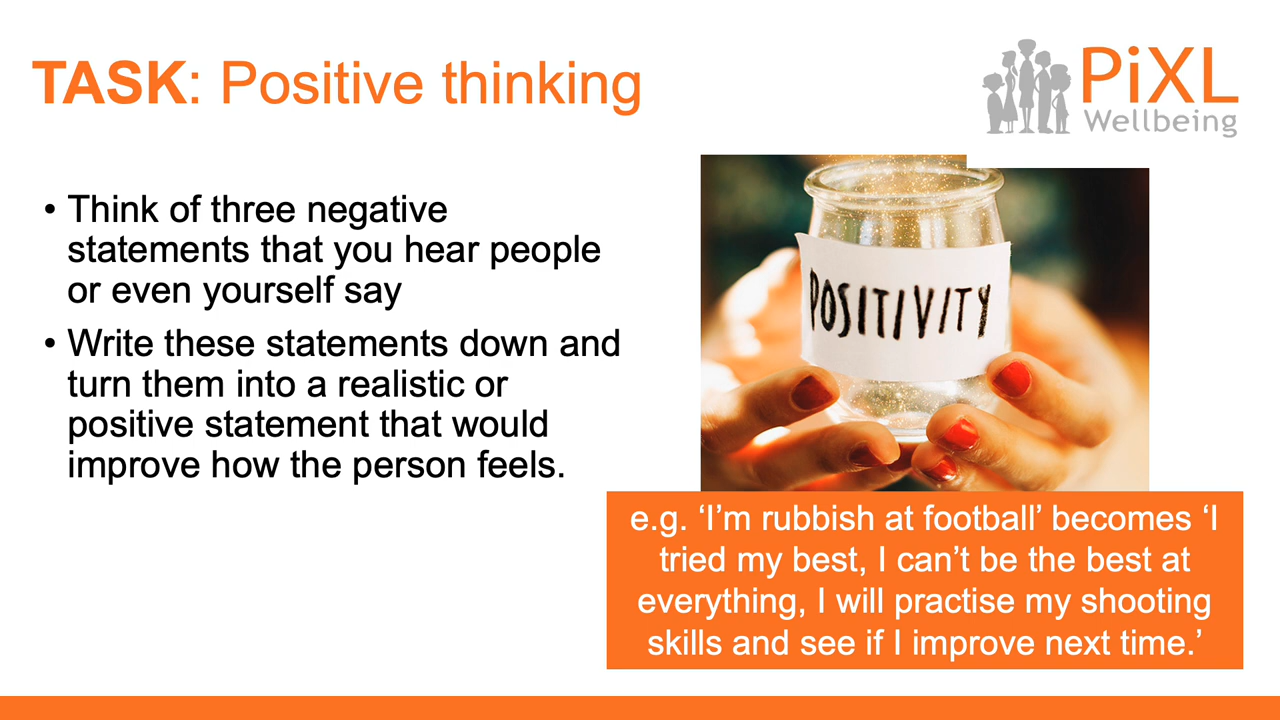 TASK: Positive thinking
PiXL
Wellbeing
• Think of three negative
statements that you hear people
or even yourself say
• Write these statements down and
turn them into a realistic or
positive statement that would
improve how the person feels.
POSITIVITY
e.g. ‘I’m rubbish at football’ becomes ‘I
tried my best, I can’t be the best at
everything, I will practise my shooting
skills and see if I improve next time.’